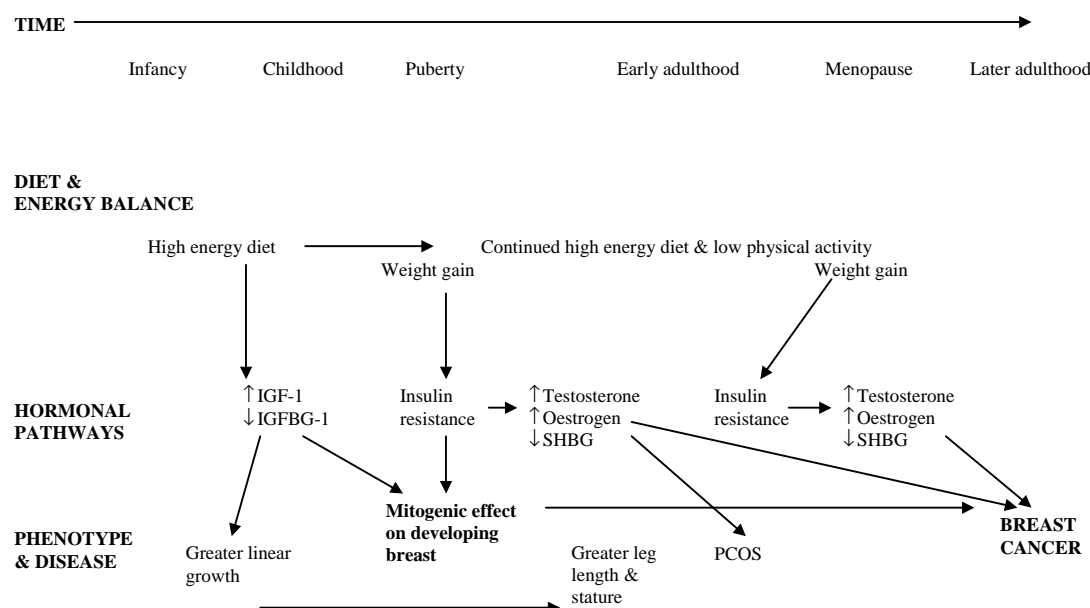 TIME
Infancy Childhood Puberty Early adulthood Menopause Later adulthood
DIET &
ENERGY BALANCE
High energy diet Continued high energy diet & low physical activity
Weight gain Weight gain
HORMONAL
PATHWAYS
↑IGF-1
↓IGFBG-1
Insulin
resistance
↑Testosterone
↑Oestrogen
↓SHBG
Insulin
resistance
↑Testosterone
↑Oestrogen
↓SHBG
PHENOTYPE
& DISEASE
Mitogenic effect
on developing
breast
BREAST
CANCER
Greater linear
growth
Greater leg
length &
stature
PCOS